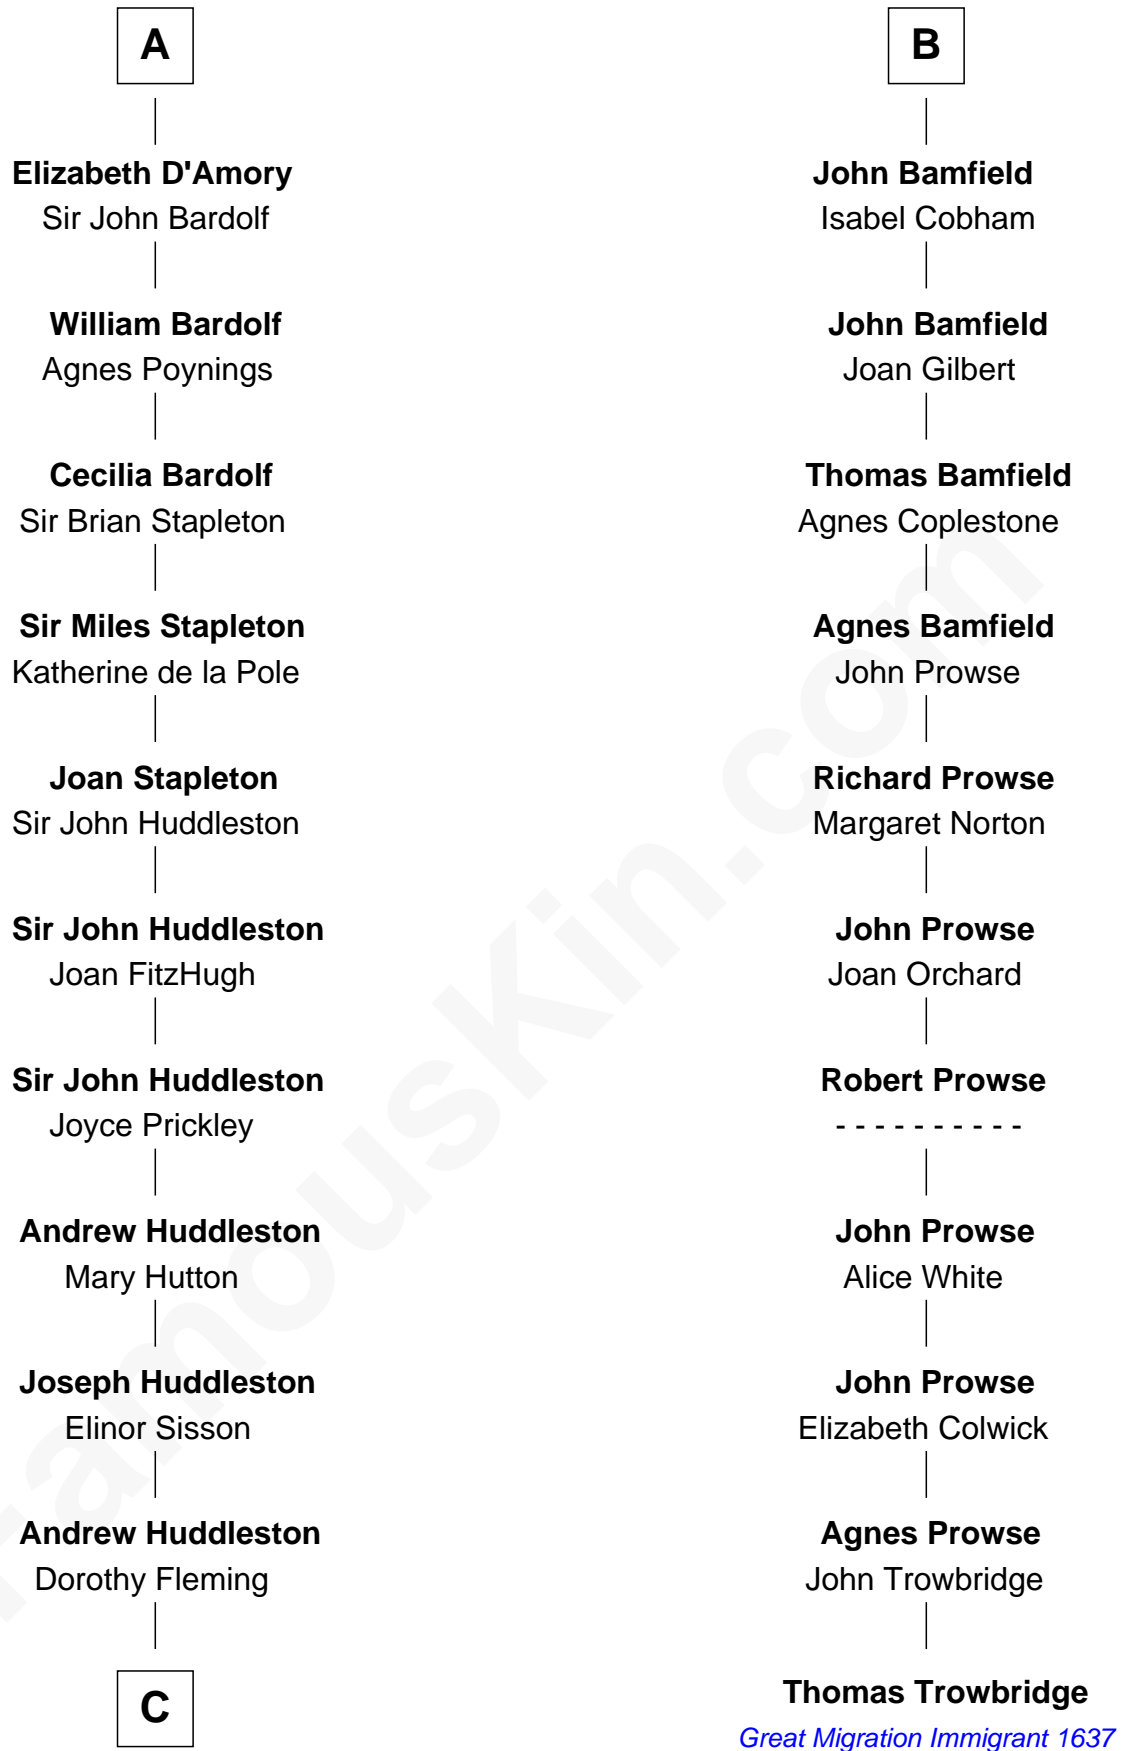 A
Elizabeth D'Amory
Sir John Bardolf
William Bardolf
Agnes Poynings
Cecilia Bardolf
Sir Brian Stapleton
Sir Miles Stapleton
Katherine de la Pole
Joan Stapleton
Sir John Huddleston
Sir John Huddleston
Joan FitzHugh
Sir John Huddleston
Joyce Prickley
Andrew Huddleston
Mary Hutton
Joseph Huddleston
Elinor Sisson
Andrew Huddleston
Dorothy Fleming
C
B
John Bamfield
Isabel Cobham
John Bamfield
Joan Gilbert
Thomas Bamfield
Agnes Coplestone
Agnes Bamfield
John Prowse
Richard Prowse
Margaret Norton
John Prowse
Joan Orchard
Robert Prowse
- - - - - - - - - -
John Prowse
Alice White
John Prowse
Elizabeth Colwick
Agnes Prowse
John Trowbridge
Thomas Trowbridge
Great Migration Immigrant 1637
FamousKin.com